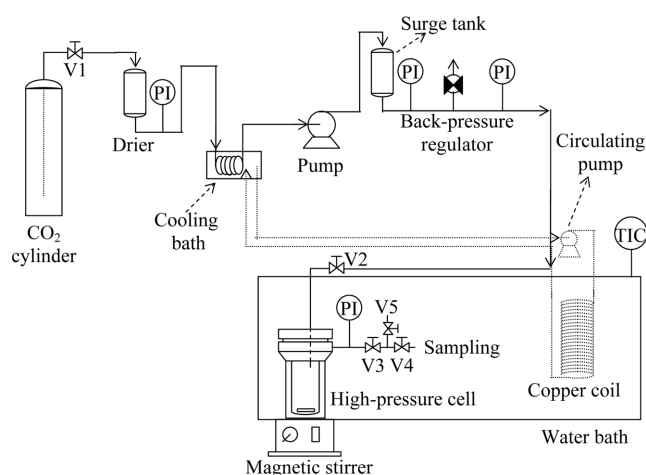 Surge tank
V1
PI
PI
PI
Drier
Pump
Back-pressure
regulator
Circulating
pump
Cooling
bath
CO₂
cylinder
TIC
V2
PI
V5
Sampling
V3
V4
Copper coil
High-pressure cell
Water bath
Magnetic stirrer